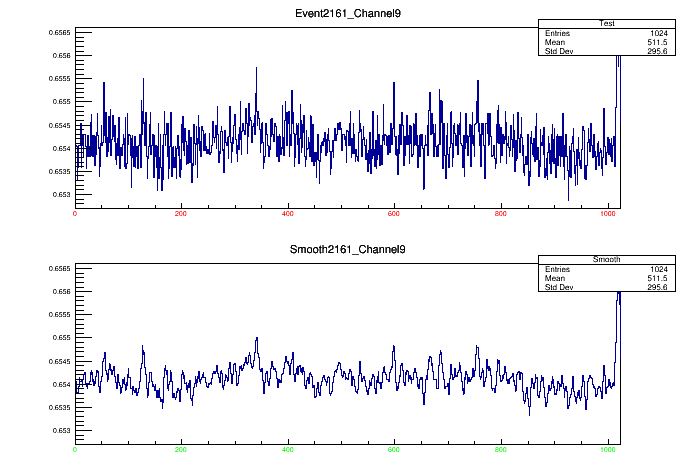 Event2161_Channel9
Test
Entries 1024
Mean 511.5
Std Dev 295.6
0.6565
0.656
0.6555
0.655
0.6545
0.654
0.6535
0.653
0 200 400 600 800 1000
Smooth2161_Channel9
Smooth
Entries 1024
Mean 511.5
Std Dev 295.6
0.6565
0.656
0.6555
0.655
0.6545
0.654
0.6535
0.653
0 200 400 600 800 1000